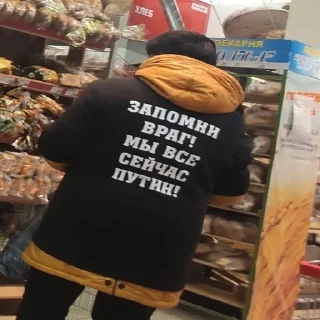 ХЛЕБ
ПЕКАРНЯ
ЗАПОМНИ
ВРАГ!
МЫ ВСЕ
СЕЙЧАС
ПУТИН!